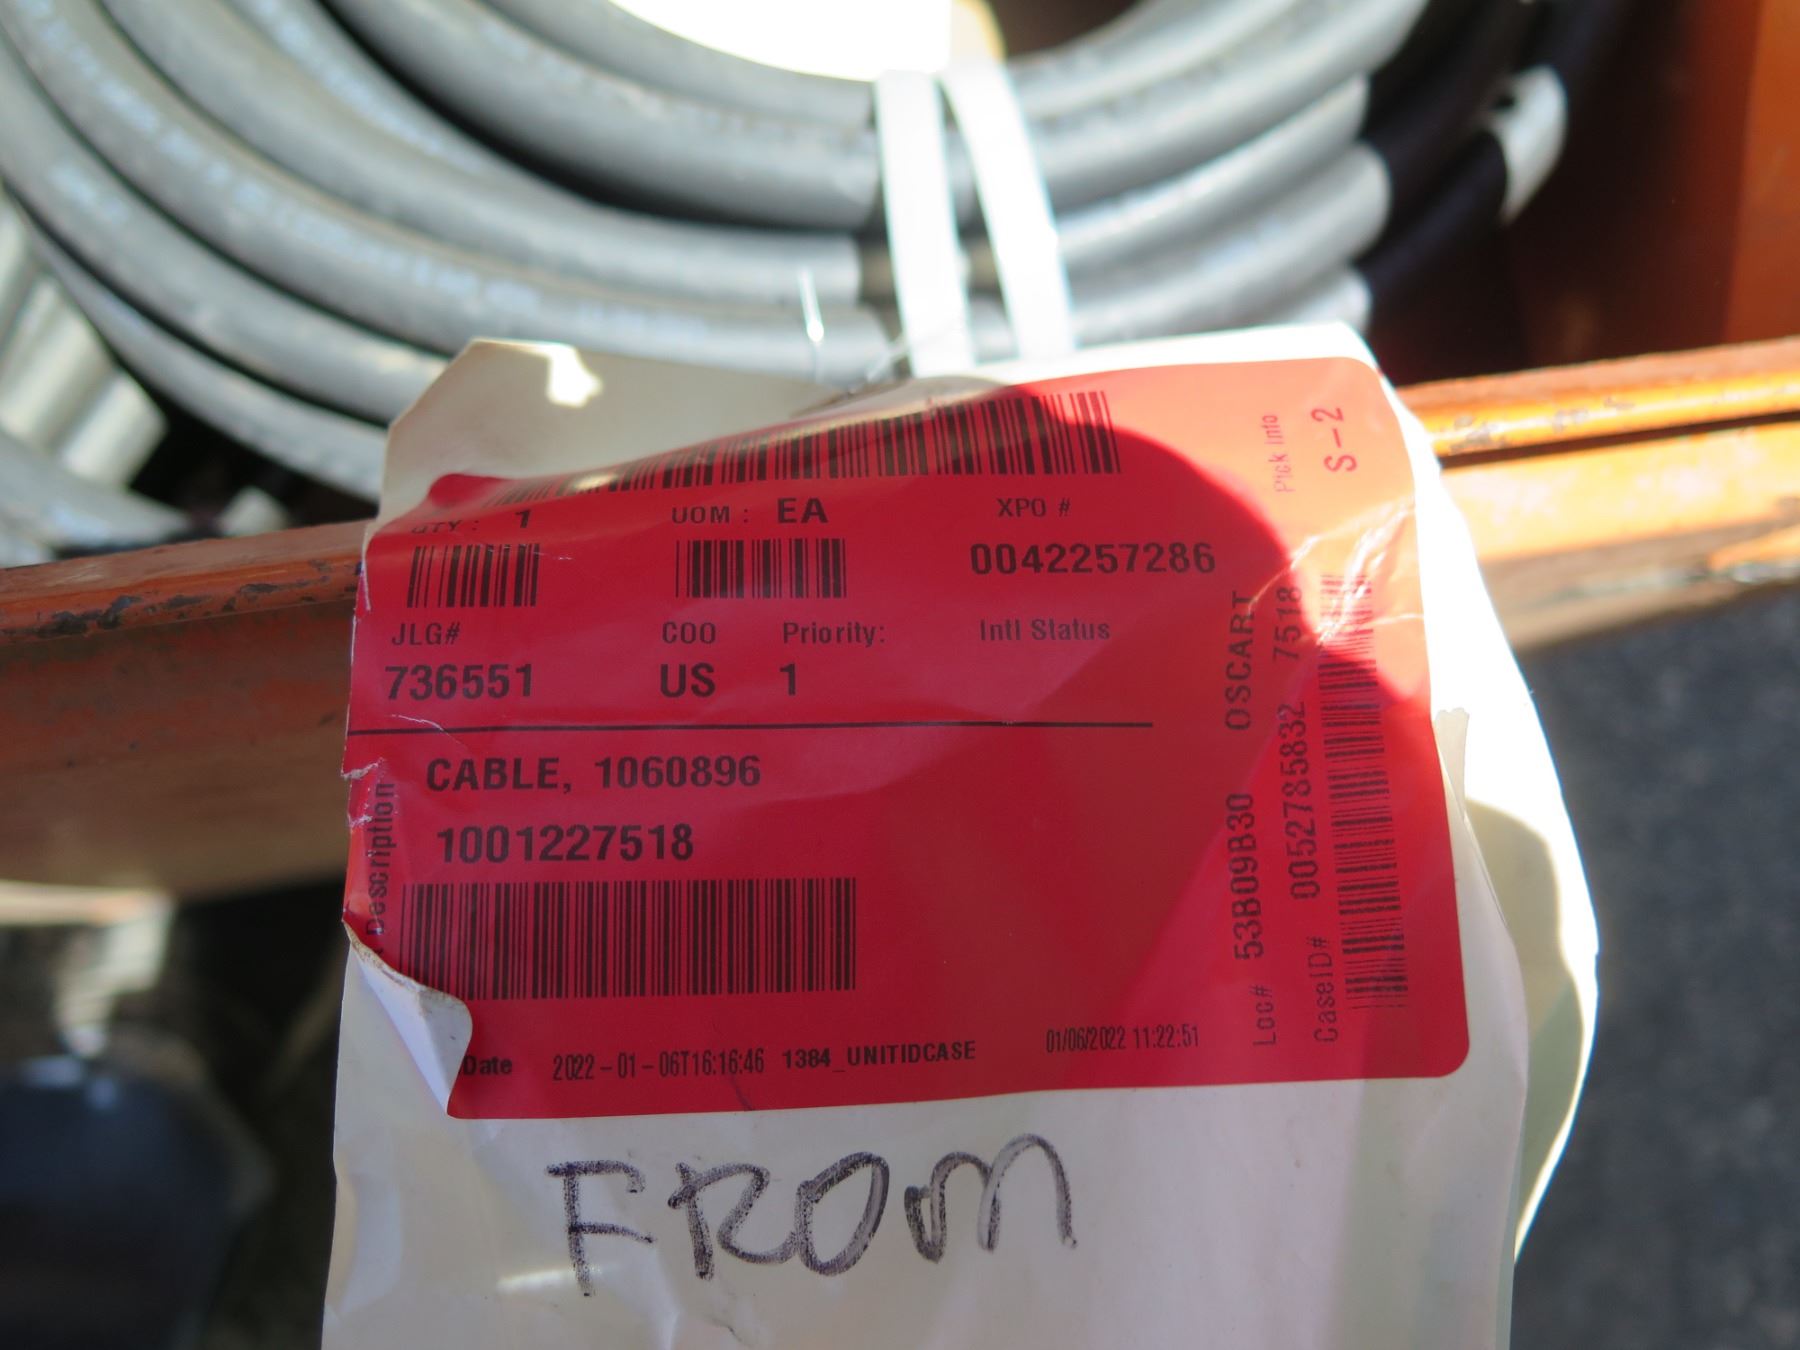 QTY : 1 UOM : EA XPO #
0042257286
JLG# COO Priority: Intl Status
736551 US 1
CABLE, 1060896
1001227518
Description
Date 2022-01-06T16:16:46 1384_UNITIDCASE 01/06/2022 11:22:51
Loc# 53B09B30 OSCART
Pick Info
CaseID# 0052785832 7518
S-2
FROM